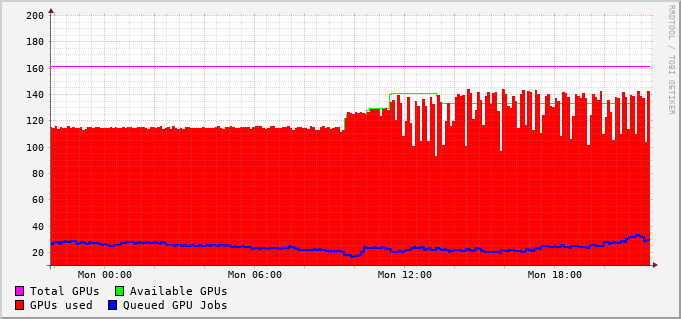 200
180
160
140
120
100
80
60
40
20
Mon 00:00 Mon 06:00 Mon 12:00 Mon 18:00
RRDTOOL / TOBI OETIKER
Total GPUs Available GPUs
GPUs used Queued GPU Jobs